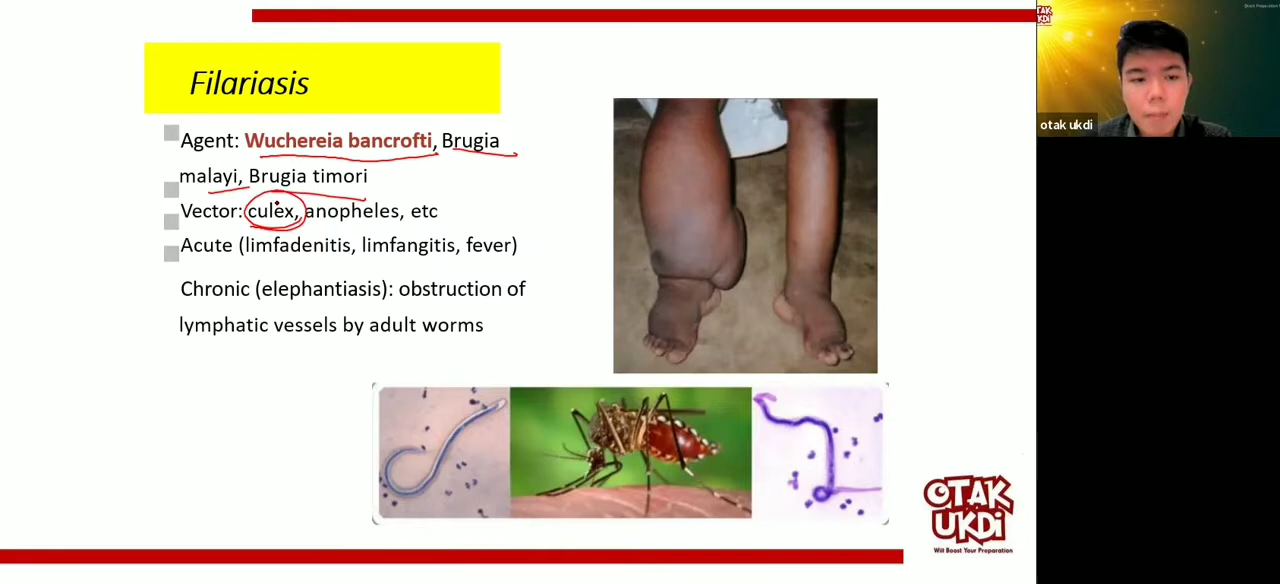 Filariasis
Agent: Wuchereia bancrofti, Brugia
malayi, Brugia timori
Vector: culex, anopheles, etc
Acute (limfadenitis, limfangitis, fever)
Chronic (elephantiasis): obstruction of
lymphatic vessels by adult worms
otak ukdi
OTAK
UKDi
Will Boost Your Preparation